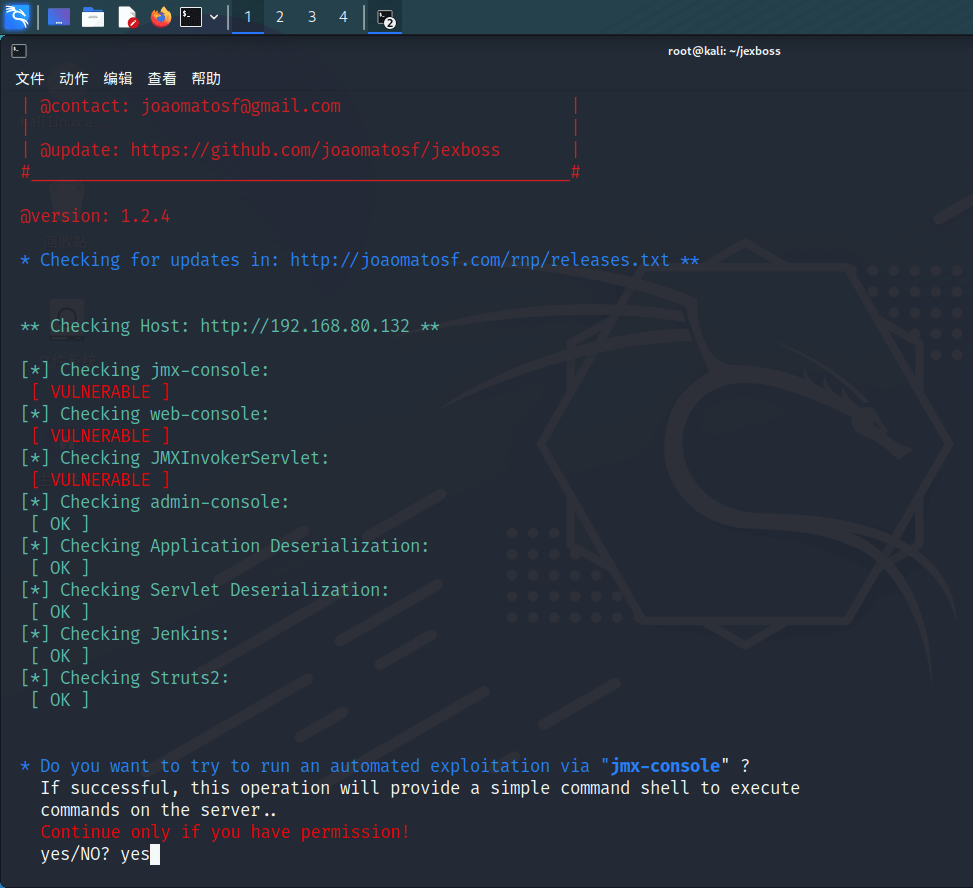 1 2 3 4 2
root@kali: ~/jexboss
文件 动作 编辑 查看 帮助
| @contact: joaomatosf@gmail.com |
| |
| @update: https://github.com/joaomatosf/jexboss |
#______________________________________________________#
@version: 1.2.4
* Checking for updates in: http://joaomatosf.com/rnp/releases.txt **
** Checking Host: http://192.168.80.132 **
[*] Checking jmx-console:
[ VULNERABLE ]
[*] Checking web-console:
[ VULNERABLE ]
[*] Checking JMXInvokerServlet:
[ VULNERABLE ]
[*] Checking admin-console:
[ OK ]
[*] Checking Application Deserialization:
[ OK ]
[*] Checking Servlet Deserialization:
[ OK ]
[*] Checking Jenkins:
[ OK ]
[*] Checking Struts2:
[ OK ]
* Do you want to try to run an automated exploitation via "jmx-console" ?
If successful, this operation will provide a simple command shell to execute
commands on the server..
Continue only if you have permission!
yes/NO? yes